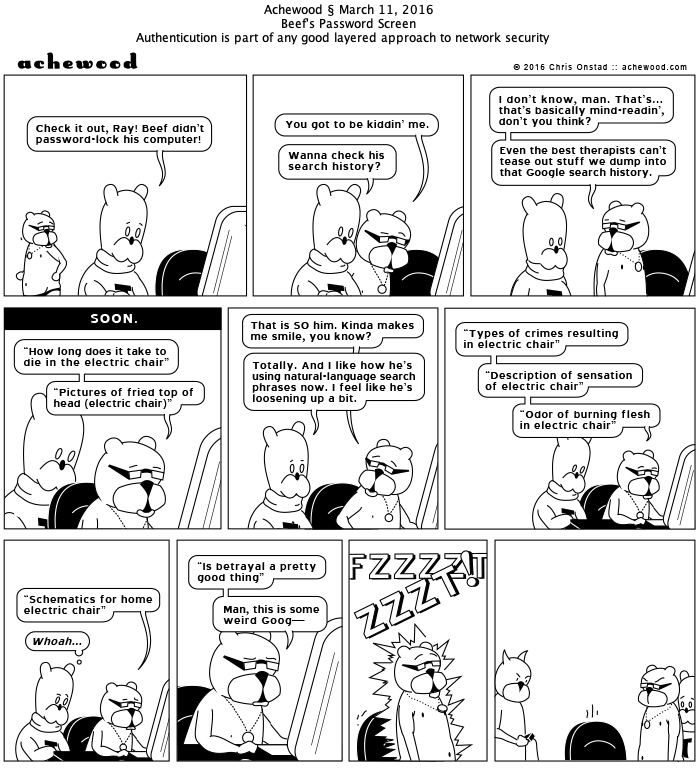 Achewood § March 11, 2016
Beef's Password Screen
Authentication is part of any good layered approach to network security
achewood
© 2016 Chris Onstad :: achewood.com
Check it out, Ray! Beef didn't
password-lock his computer!
You got to be kiddin' me.
Wanna check his
search history?
I don't know, man. That's...
that's basically mind-readin',
don't you think?
Even the best therapists can't
tease out stuff we dump into
that Google search history.
SOON.
"How long does it take to
die in the electric chair"
"Pictures of fried top of
head (electric chair)"
That is SO him. Kinda makes
me smile, you know?
Totally. And I like how he's
using natural-language search
phrases now. I feel like he's
loosening up a bit.
"Types of crimes resulting
in electric chair"
"Description of sensation
of electric chair"
"Odor of burning flesh
in electric chair"
"Schematics for home
electric chair"
Whoah...
"Is betrayal a pretty
good thing"
Man, this is some
weird Goog—
FZZZZT
ZZZZT!